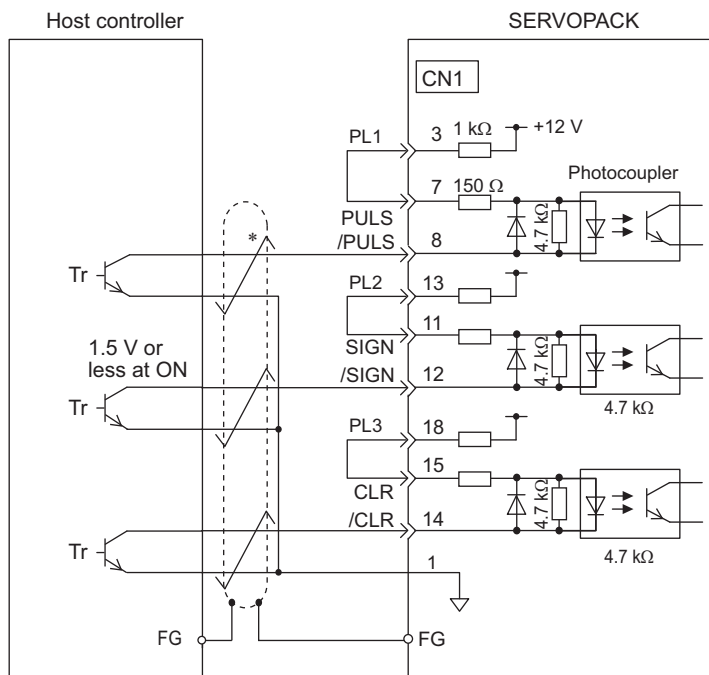 Host controller
SERVOPACK
CN1
PL1
3
1 kΩ
+12 V
Photocoupler
7
150 Ω
PULS
4.7 kΩ
*
/PULS
8
Tr
PL2
13
11
SIGN
4.7 kΩ
1.5 V or
less at ON
/SIGN
12
Tr
4.7 kΩ
PL3
18
15
CLR
4.7 kΩ
/CLR
14
Tr
1
4.7 kΩ
FG
FG